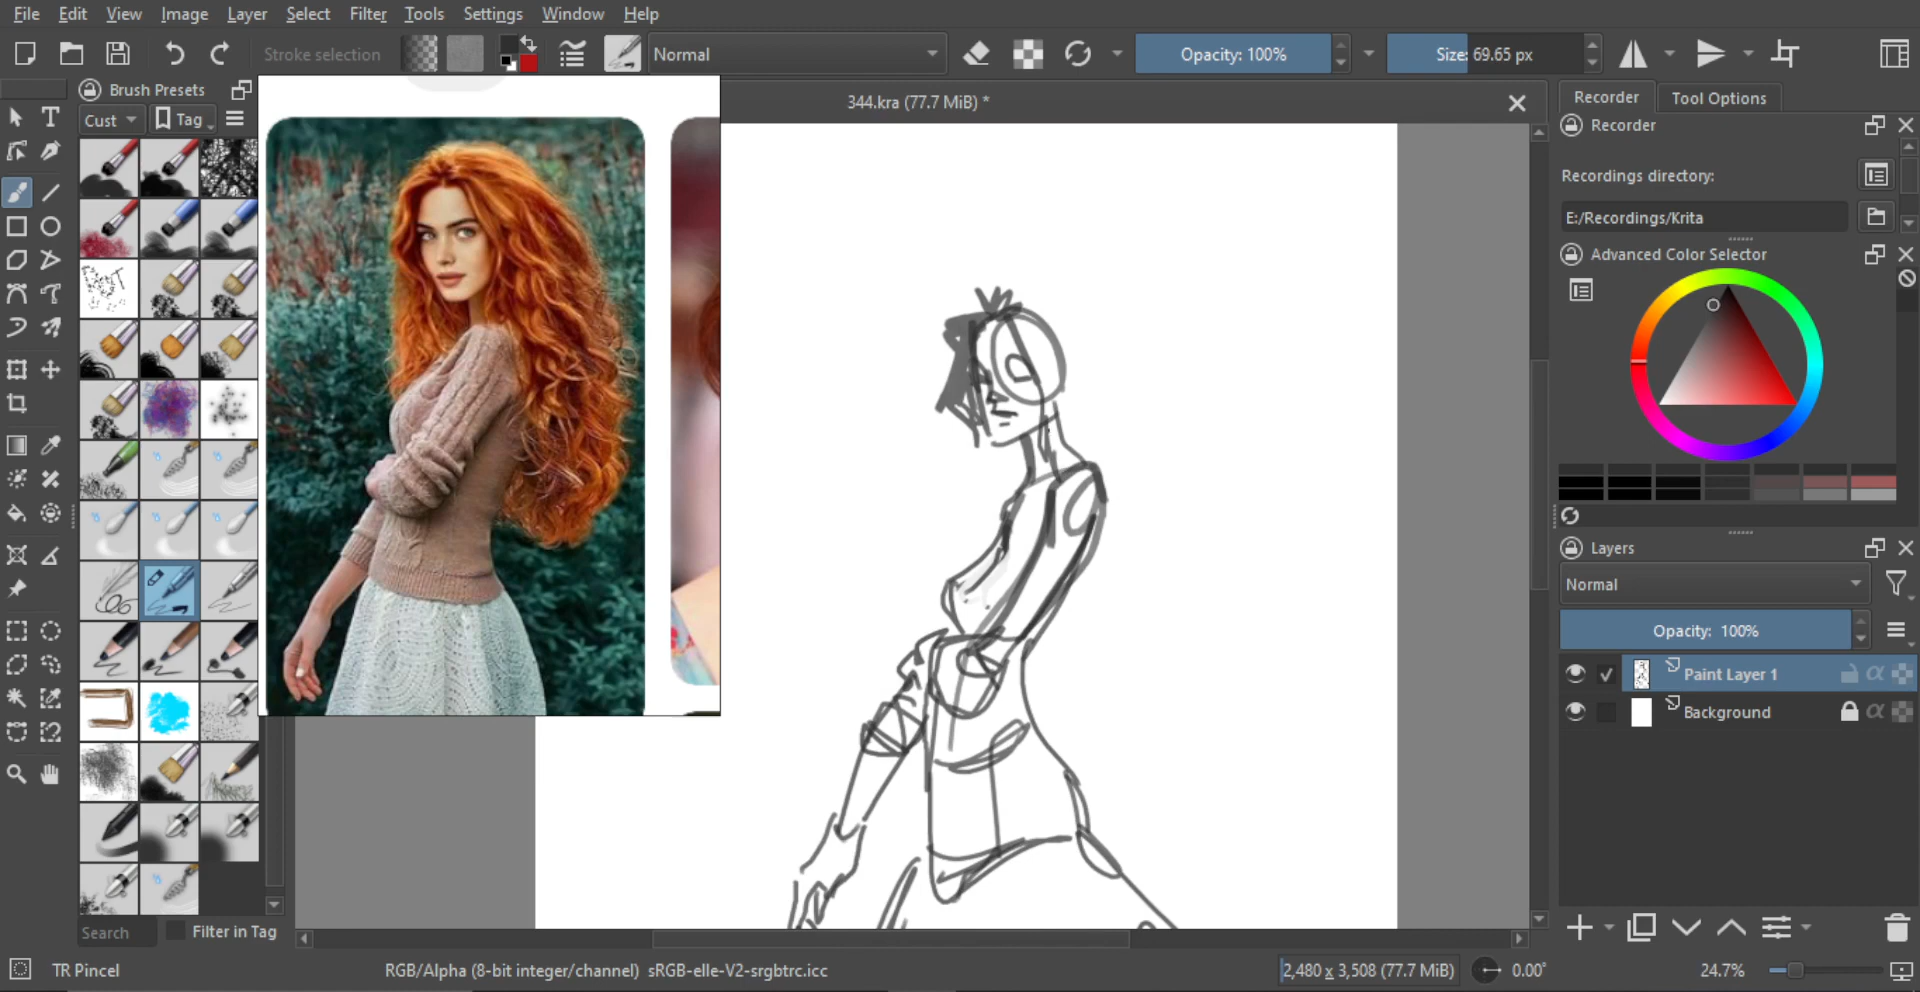 File Edit View Image Layer Select Filter Tools Settings Window Help
Stroke selection Normal Opacity: 100% Size: 69.65 px
Brush Presets
Cust Tag
344.kra (77.7 MiB) *
Recorder Tool Options
Recorder
Recordings directory:
E:/Recordings/Krita
Advanced Color Selector
Layers
Normal
Opacity: 100%
Paint Layer 1
Background
Search Filter in Tag
TR Pincel RGB/Alpha (8-bit integer/channel) sRGB-elle-V2-srgbtrc.icc 2,480 x 3,508 (77.7 MiB) 0.00° 24.7%